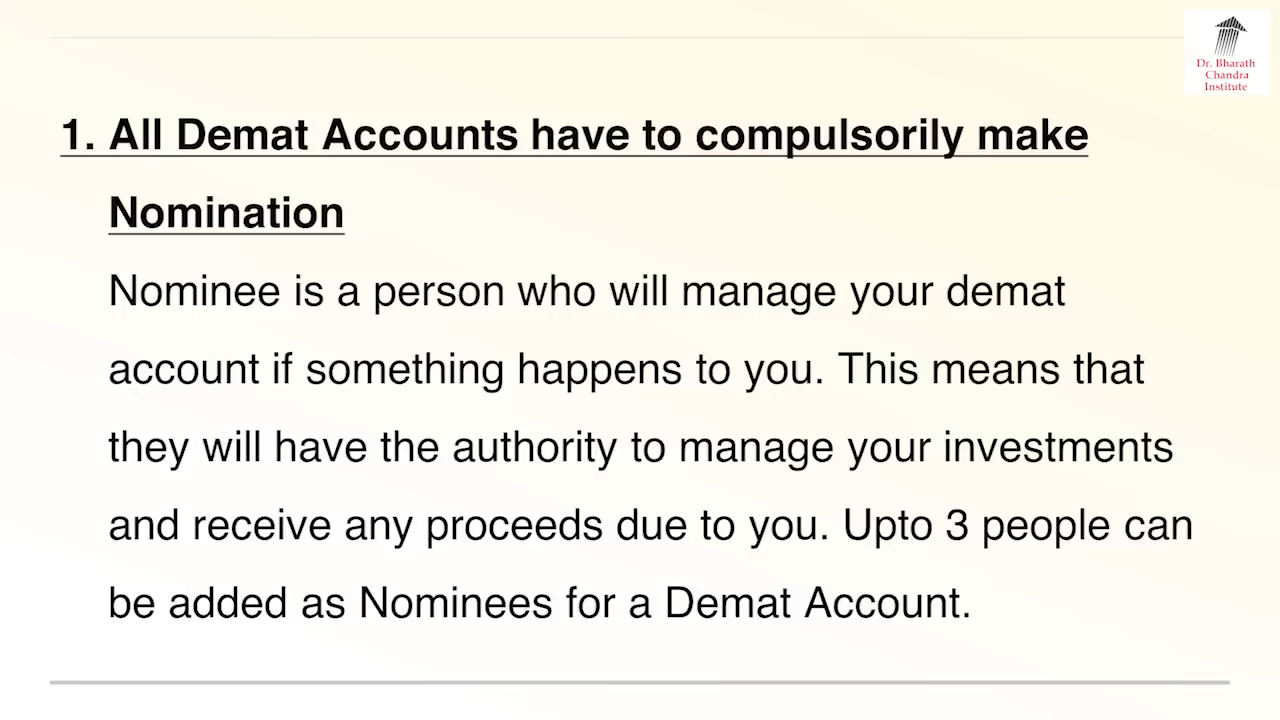 Dr. Bharath
Chandra
Institute
1. All Demat Accounts have to compulsorily make
Nomination
Nominee is a person who will manage your demat
account if something happens to you. This means that
they will have the authority to manage your investments
and receive any proceeds due to you. Upto 3 people can
be added as Nominees for a Demat Account.